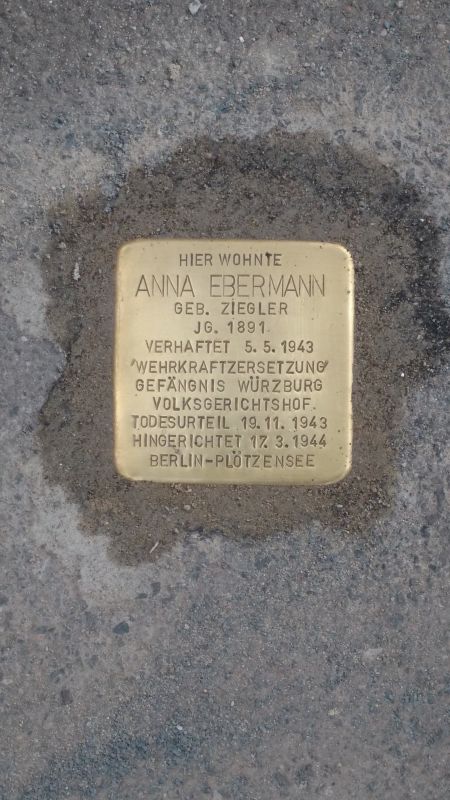 HIER WOHNTE
ANNA EBERMANN
GEB. ZIEGLER
JG. 1891
VERHAFTET 5. 5. 1943
'WEHRKRAFTZERSETZUNG'
GEFÄNGNIS WÜRZBURG
VOLKSGERICHTSHOF
TODESURTEIL 19. 11. 1943
HINGERICHTET 17. 3. 1944
BERLIN-PLÖTZENSEE